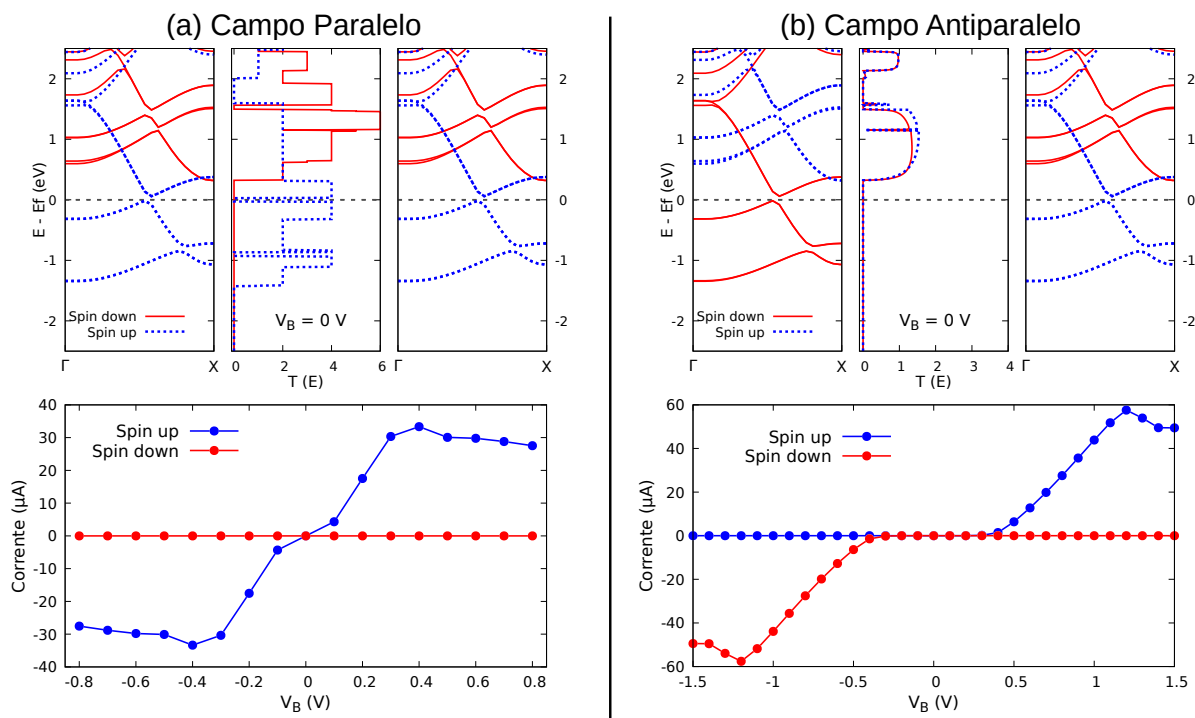 (a) Campo Paralelo
E - Ef (eV)
2
1
0
-1
-2
Spin down
Spin up
V_B = 0 V
Γ X
0 2 4 6
T (E)
Γ X
2
1
0
-1
-2
Corrente (μA)
40
30
20
10
0
-10
-20
-30
-40
Spin up
Spin down
-0.8 -0.6 -0.4 -0.2 0 0.2 0.4 0.6 0.8
V_B (V)
(b) Campo Antiparalelo
E - Ef (eV)
2
1
0
-1
-2
Spin down
Spin up
V_B = 0 V
Γ X
0 1 2 3 4
T (E)
Γ X
2
1
0
-1
-2
Corrente (μA)
60
40
20
0
-20
-40
-60
Spin up
Spin down
-1.5 -1 -0.5 0 0.5 1 1.5
V_B (V)